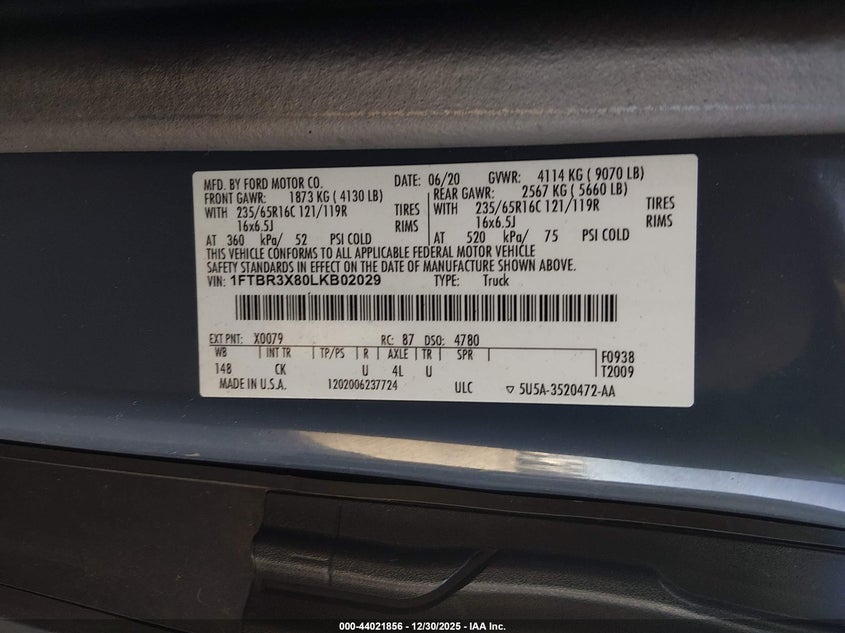 MFD. BY FORD MOTOR CO. DATE: 06/20 GVWR: 4114 KG ( 9070 LB)
FRONT GAWR: 1873 KG ( 4130 LB) REAR GAWR: 2567 KG ( 5660 LB)
WITH 235/65R16C 121/119R TIRES WITH 235/65R16C 121/119R TIRES
16x6.5J RIMS 16x6.5J RIMS
AT 360 kPa/ 52 PSI COLD AT 520 kPa/ 75 PSI COLD
THIS VEHICLE CONFORMS TO ALL APPLICABLE FEDERAL MOTOR VEHICLE
SAFETY STANDARDS IN EFFECT ON THE DATE OF MANUFACTURE SHOWN ABOVE.
VIN: 1FTBR3X80LKB02029 TYPE: Truck
EXT PNT: X0079 RC: 87 DSO: 4780
WB INT TR TP/PS R AXLE TR SPR F0938
148 CK U 4L U T2009
MADE IN U.S.A. 1202006237724 ULC ▽ 5U5A-3520472-AA
000-44021856 - 12/30/2025 - IAA Inc.